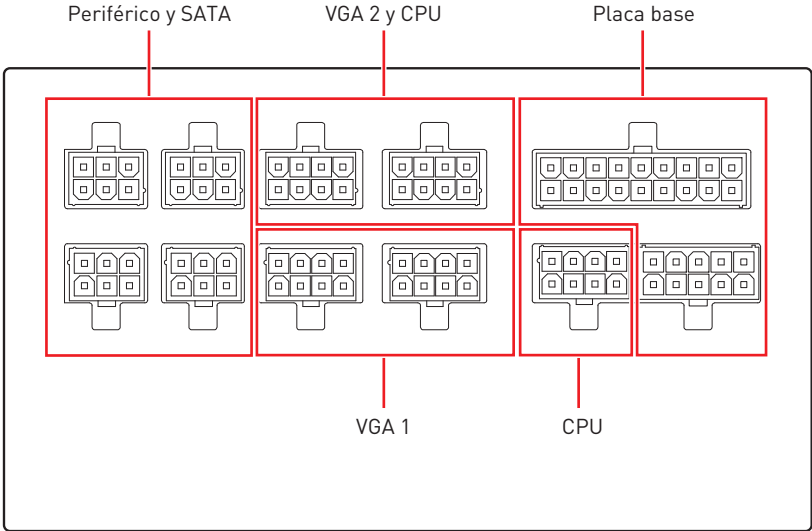 Periférico y SATA
VGA 2 y CPU
Placa base
VGA 1
CPU